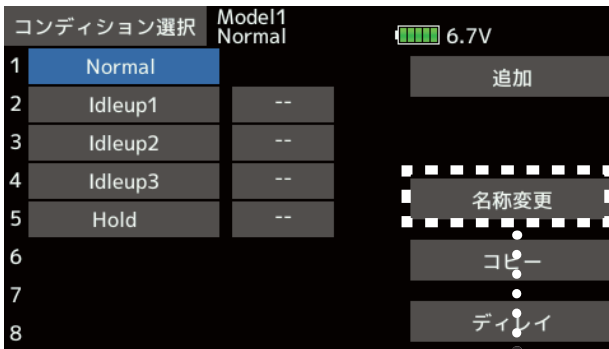 コンディション選択 Model1
Normal
6.7V
1 Normal
追加
2 Idleup1 --
3 Idleup2 --
4 Idleup3 --
名称変更
5 Hold --
6
コピー
7
ディレイ
8